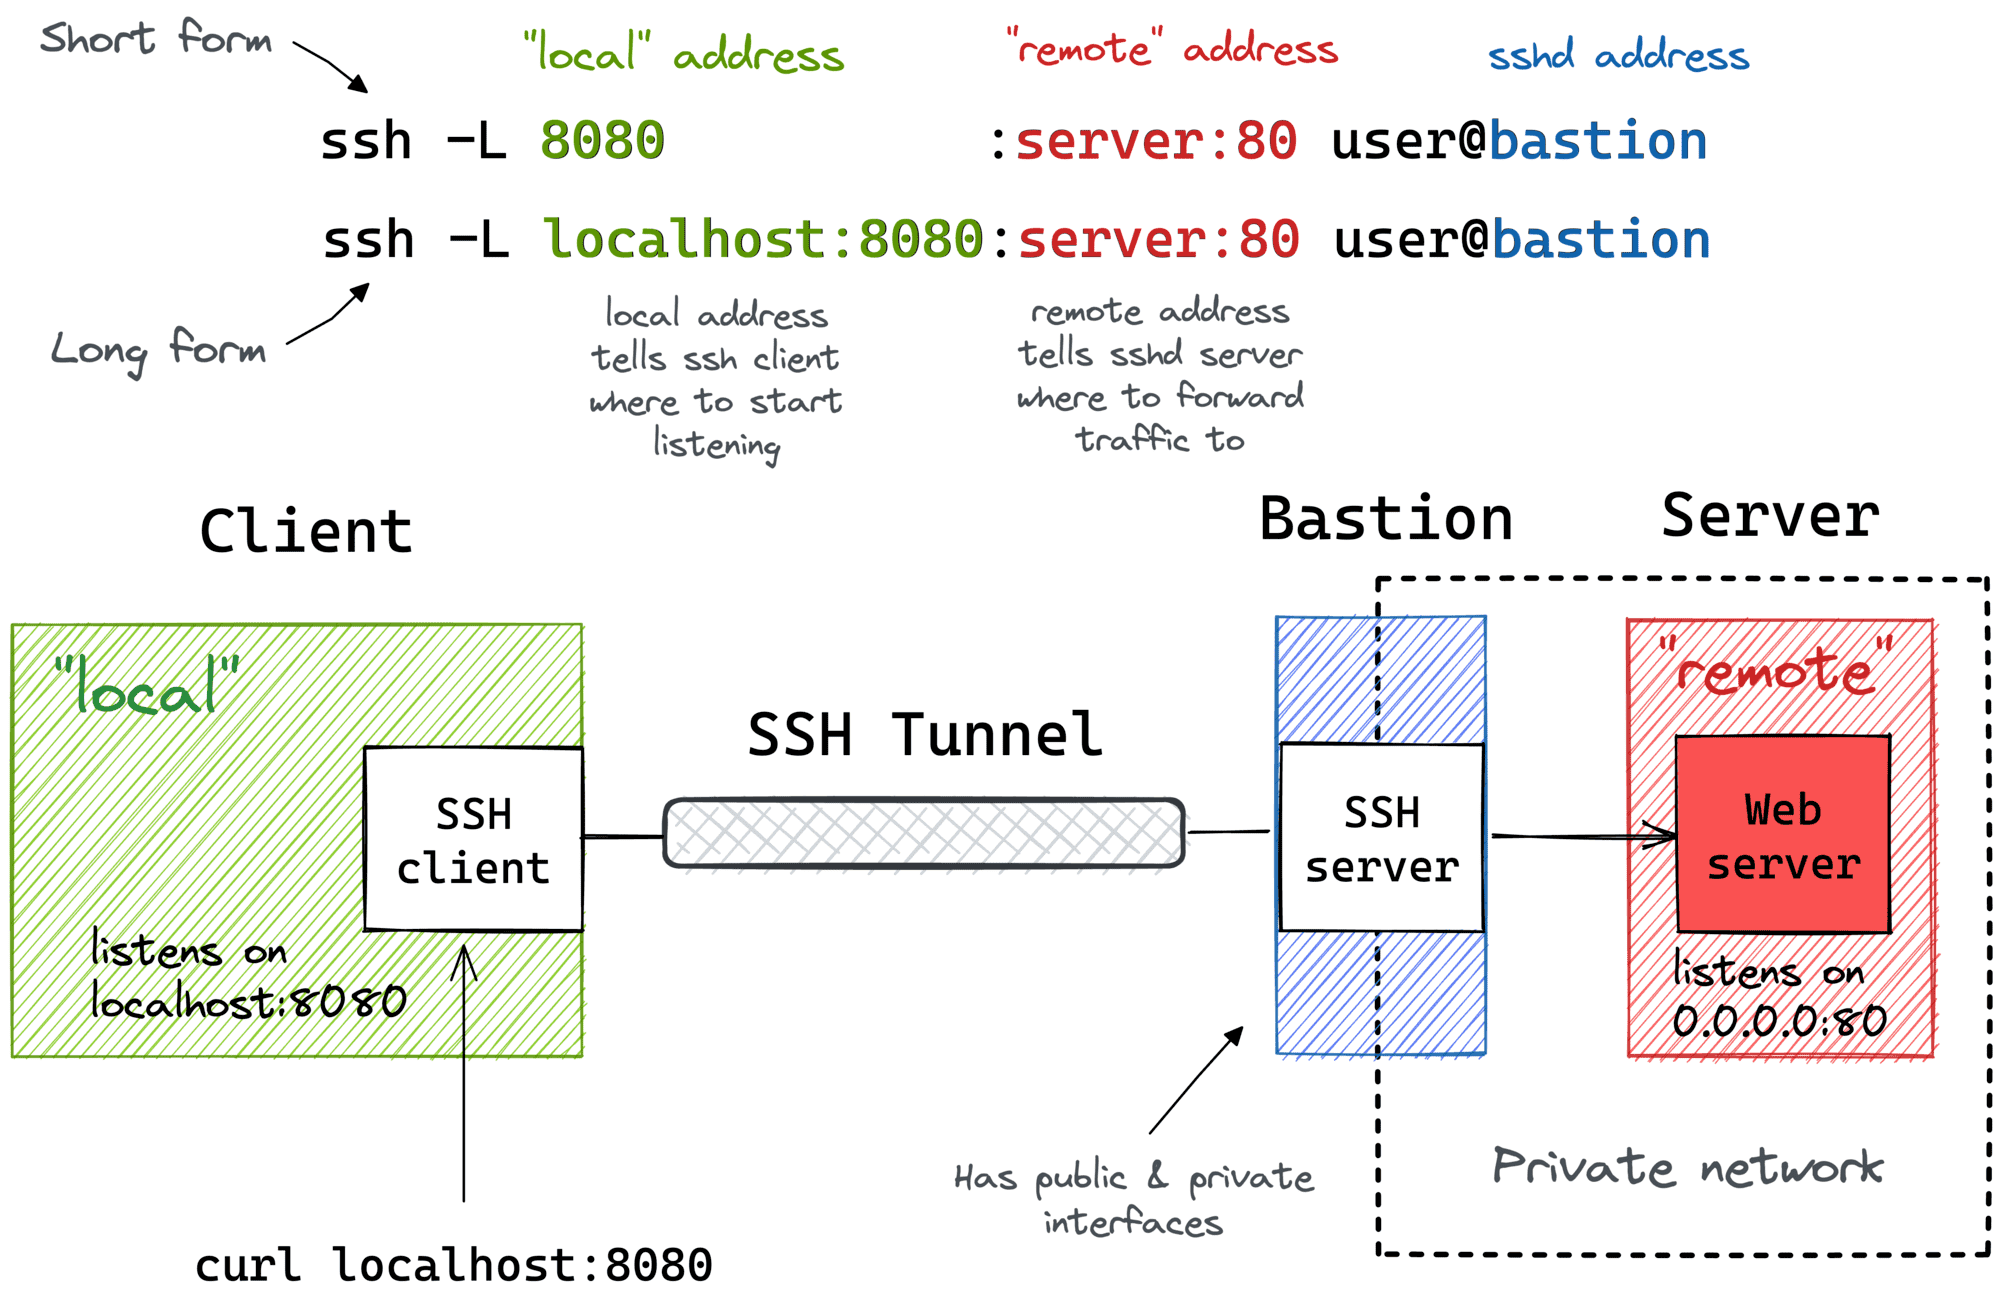 Short form
"local" address
"remote" address
sshd address
ssh -L 8080 :server:80 user@bastion
ssh -L localhost:8080:server:80 user@bastion
Long form
local address
tells ssh client
where to start
listening
remote address
tells sshd server
where to forward
traffic to
Client
Bastion
Server
"local"
SSH
client
listens on
localhost:8080
SSH Tunnel
SSH
server
"remote"
Web
server
listens on
0.0.0.0:80
Has public & private
interfaces
Private network
curl localhost:8080